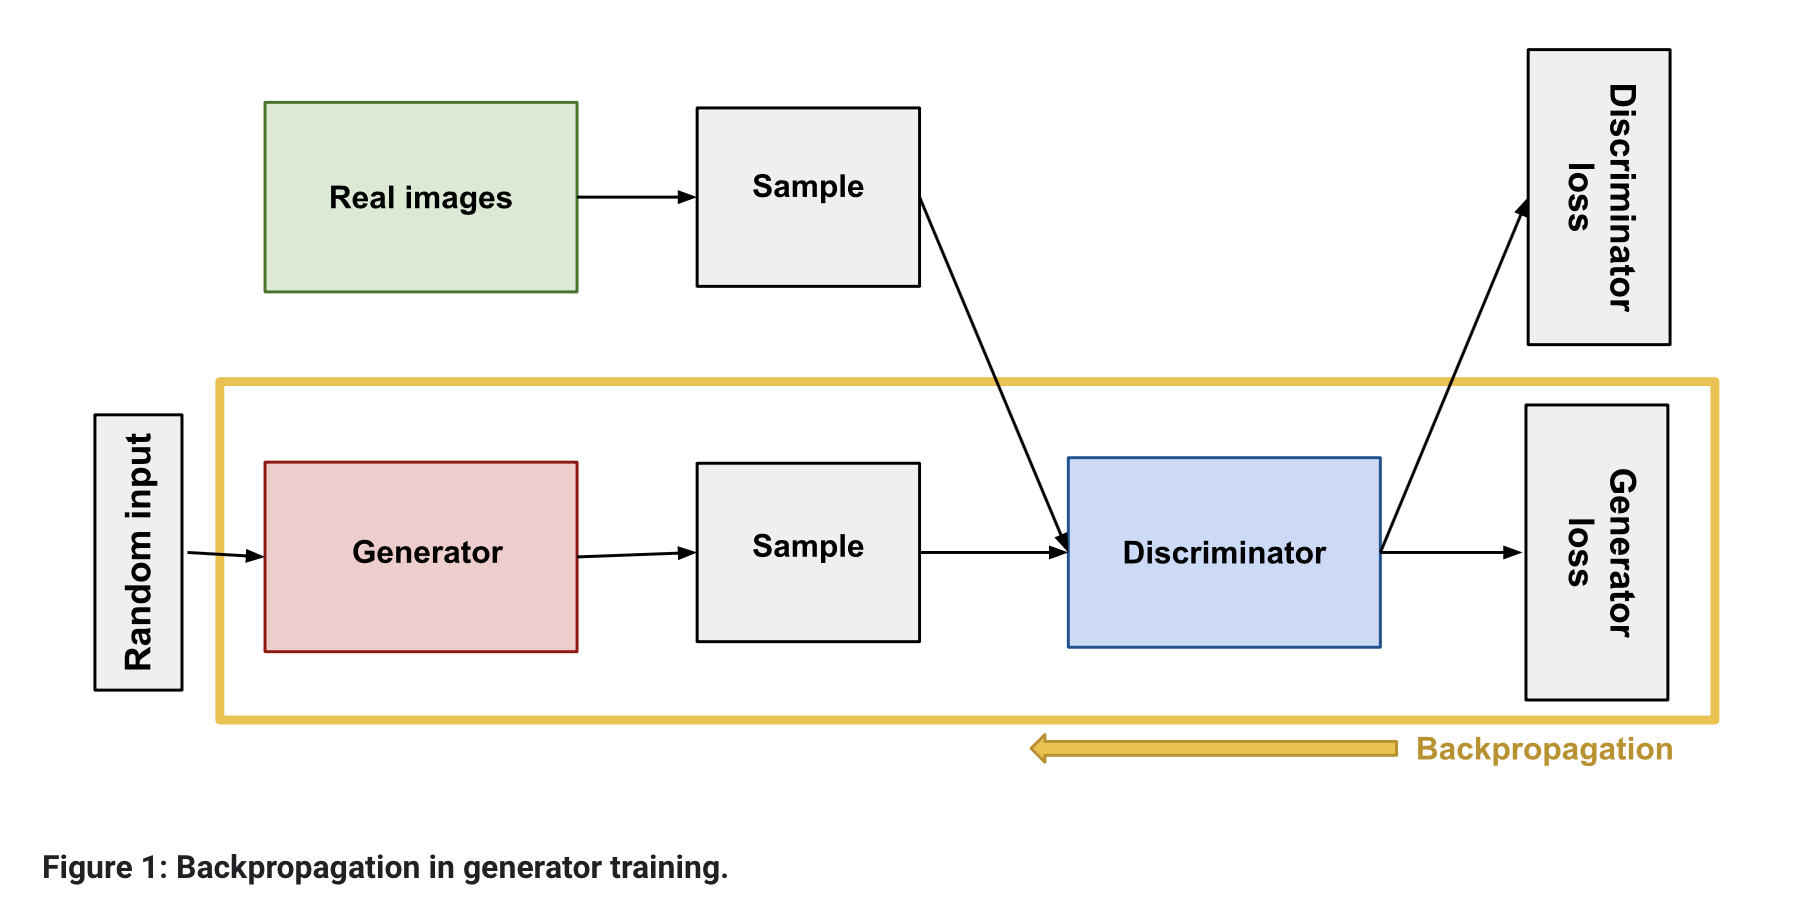 Real images
Sample
Discriminator
loss
Random input
Generator
Sample
Discriminator
Generator
loss
Backpropagation
Figure 1: Backpropagation in generator training.